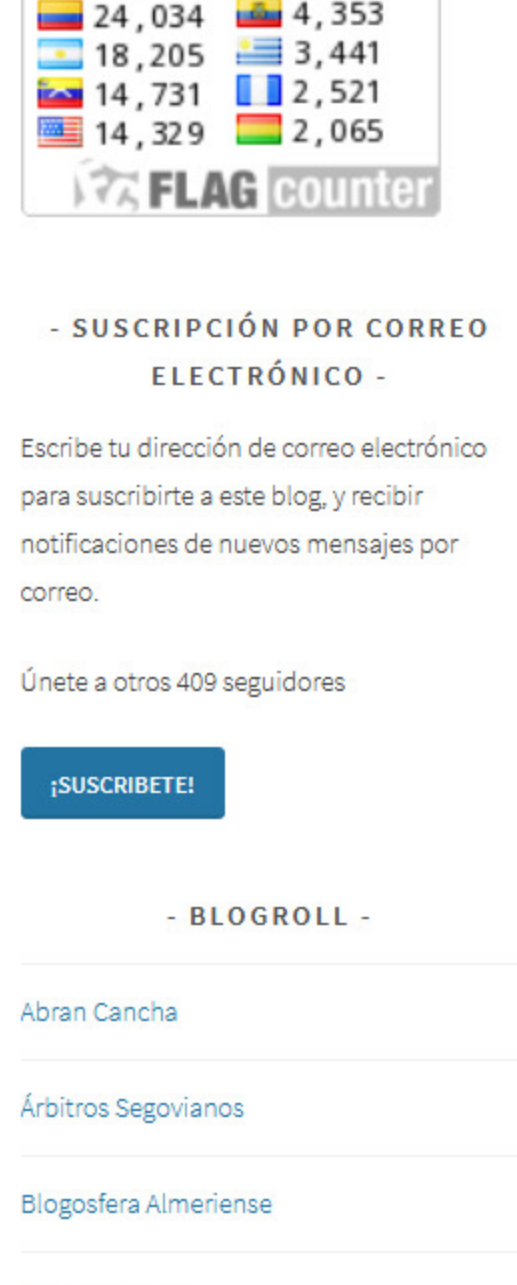 24,034 4,353
18,205 3,441
14,731 2,521
14,329 2,065
FLAG counter
- SUSCRIPCIÓN POR CORREO
ELECTRÓNICO -
Escribe tu dirección de correo electrónico
para suscribirte a este blog, y recibir
notificaciones de nuevos mensajes por
correo.
Únete a otros 409 seguidores
¡SUSCRIBETE!
- BLOGROLL -
Abran Cancha
Árbitros Segovianos
Blogosfera Almeriense